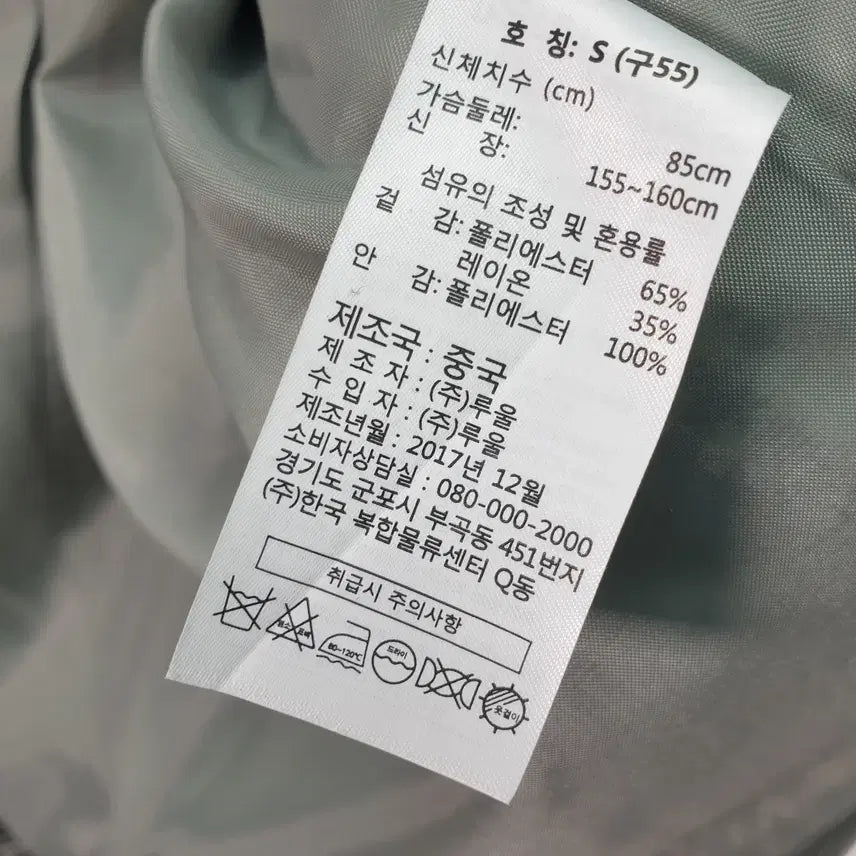 호 칭: S (구55)
신체치수 (cm)
가슴둘레: 85cm
신 장: 155~160cm
섬유의 조성 및 혼용률
겉 감: 폴리에스터 65%
레이온 35%
안 감: 폴리에스터 100%
제조국 : 중국
제 조 자 : (주)루울
수 입 자 : (주)루울
제조년월 : 2017년 12월
소비자상담실 : 080-000-2000
경기도 군포시 부곡동 451번지
(주)한국 복합물류센터 Q동
취급시 주의사항
염소 표백
80~120℃
드라이
옷걸이